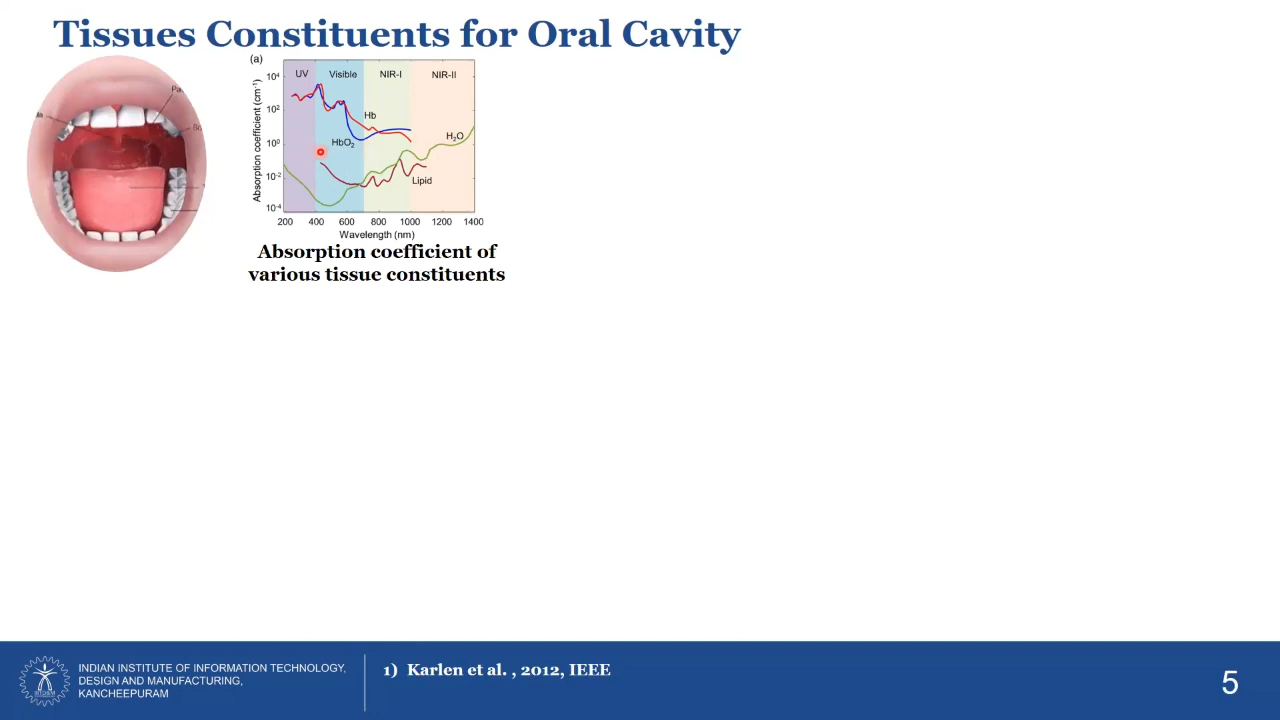 Tissues Constituents for Oral Cavity
(a)
UV Visible NIR-I NIR-II
Absorption coefficient (cm⁻¹)
10⁴
10²
10⁰
10⁻²
10⁻⁴
Hb
HbO₂
H₂O
Lipid
200 400 600 800 1000 1200 1400
Wavelength (nm)
Absorption coefficient of
various tissue constituents
INDIAN INSTITUTE OF INFORMATION TECHNOLOGY,
DESIGN AND MANUFACTURING,
KANCHEEPURAM
1) Karlen et al. , 2012, IEEE
5